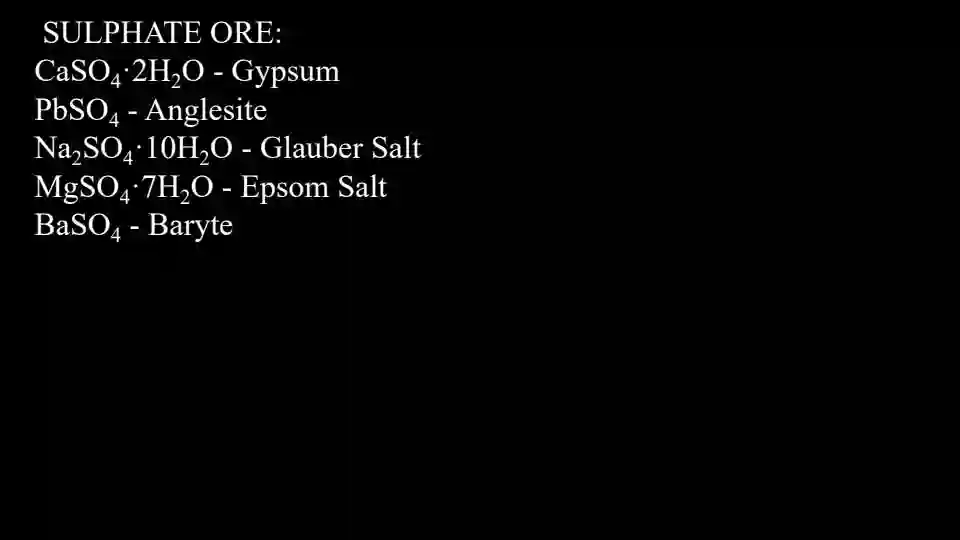 SULPHATE ORE:
CaSO₄·2H₂O - Gypsum
PbSO₄ - Anglesite
Na₂SO₄·10H₂O - Glauber Salt
MgSO₄·7H₂O - Epsom Salt
BaSO₄ - Baryte